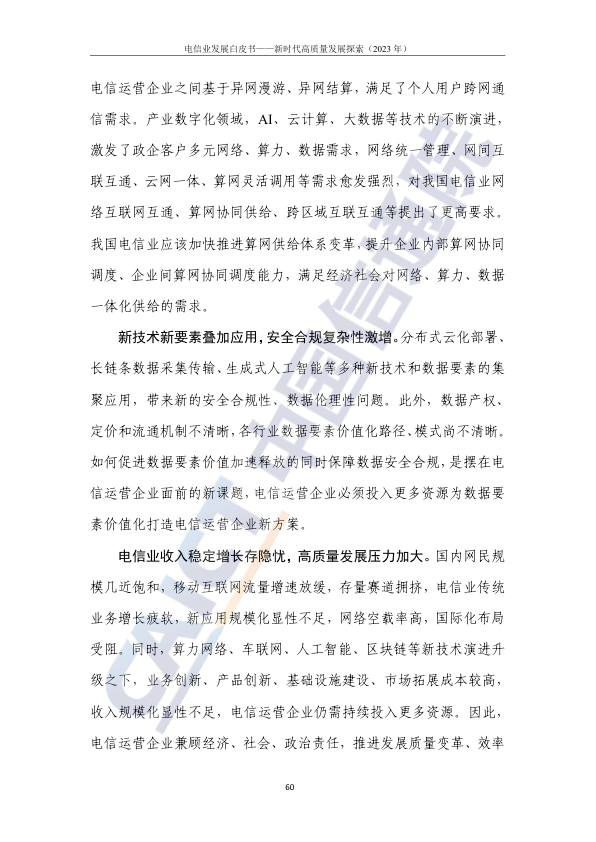 电信业发展白皮书——新时代高质量发展探索（2023 年）
电信运营企业之间基于异网漫游、异网结算，满足了个人用户跨网通
信需求。产业数字化领域，AI、云计算、大数据等技术的不断演进，
激发了政企客户多元网络、算力、数据需求，网络统一管理、网间互
联互通、云网一体、算网灵活调用等需求愈发强烈，对我国电信业网
络互联网互通、算网协同供给、跨区域互联互通等提出了更高要求。
我国电信业应该加快推进算网供给体系变革，提升企业内部算网协同
调度、企业间算网协同调度能力，满足经济社会对网络、算力、数据
一体化供给的需求。
新技术新要素叠加应用，安全合规复杂性激增。分布式云化部署、
长链条数据采集传输、生成式人工智能等多种新技术和数据要素的集
聚应用，带来新的安全合规性、数据伦理性问题。此外，数据产权、
定价和流通机制不清晰，各行业数据要素价值化路径、模式尚不清晰。
如何促进数据要素价值加速释放的同时保障数据安全合规，是摆在电
信运营企业面前的新课题，电信运营企业必须投入更多资源为数据要
素价值化打造电信运营企业新方案。
电信业收入稳定增长存隐忧，高质量发展压力加大。国内网民规
模几近饱和，移动互联网流量增速放缓，存量赛道拥挤，电信业传统
业务增长疲软，新应用规模化显性不足，网络空载率高，国际化布局
受阻。同时，算力网络、车联网、人工智能、区块链等新技术演进升
级之下，业务创新、产品创新、基础设施建设、市场拓展成本较高，
收入规模化显性不足，电信运营企业仍需持续投入更多资源。因此，
电信运营企业兼顾经济、社会、政治责任，推进发展质量变革、效率
60
CAICT 中国信通院